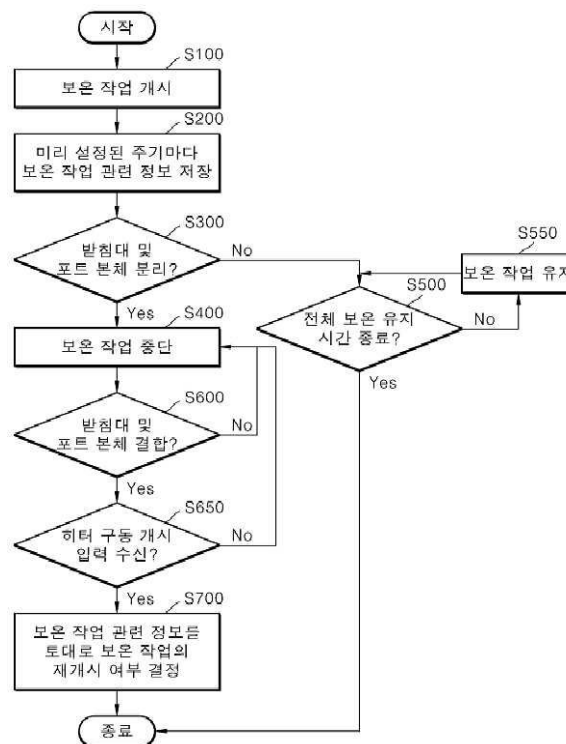 시작
S100
보온 작업 개시
S200
미리 설정된 주기마다
보온 작업 관련 정보 저장
S300
받침대 및
포트 본체 분리?
No
Yes
S550
보온 작업 유지
S500
전체 보온 유지
시간 종료?
No
Yes
S400
보온 작업 중단
S600
받침대 및
포트 본체 결합?
No
Yes
S650
히터 구동 개시
입력 수신?
No
Yes
S700
보온 작업 관련 정보를
토대로 보온 작업의
재개시 여부 결정
종료